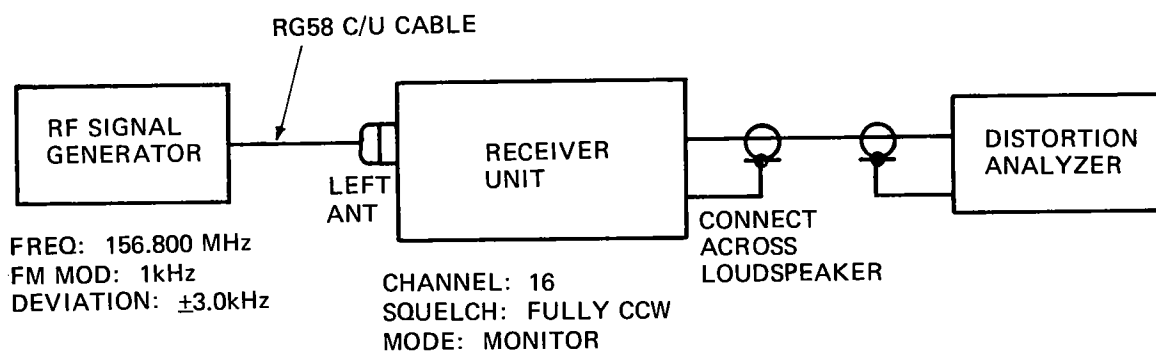 RG58 C/U CABLE
RF SIGNAL
GENERATOR
LEFT
ANT
RECEIVER
UNIT
DISTORTION
ANALYZER
CONNECT
ACROSS
LOUDSPEAKER
FREQ: 156.800 MHz
FM MOD: 1kHz
DEVIATION: ±3.0kHz
CHANNEL: 16
SQUELCH: FULLY CCW
MODE: MONITOR